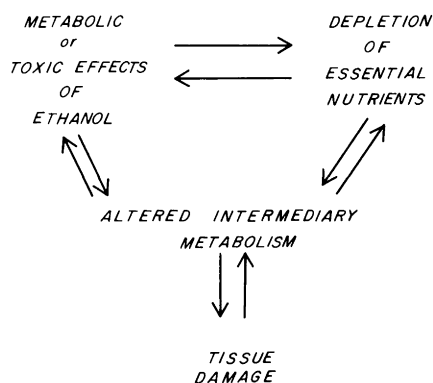 METABOLIC
or
TOXIC EFFECTS
OF
ETHANOL
DEPLETION
OF
ESSENTIAL
NUTRIENTS
ALTERED INTERMEDIARY
METABOLISM
TISSUE
DAMAGE